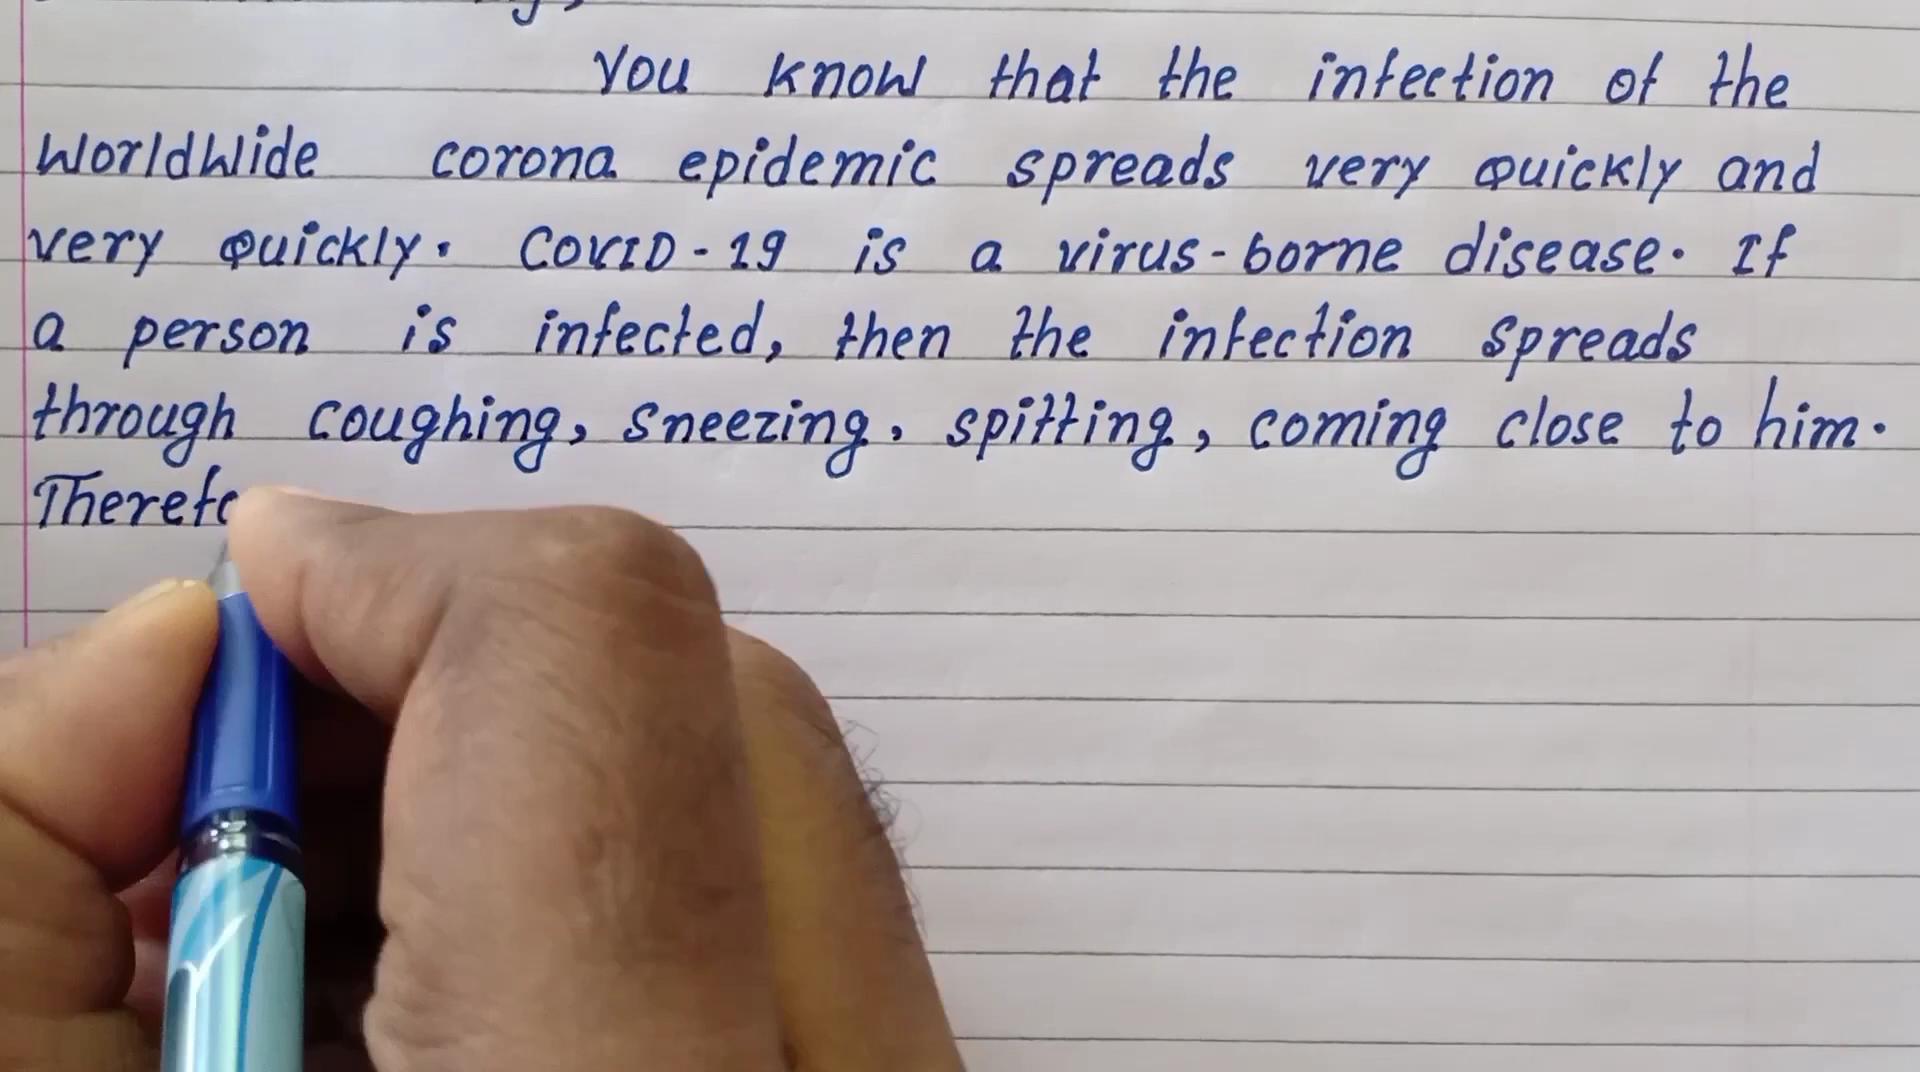 You know that the infection of the
worldwide corona epidemic spreads very quickly and
very quickly. COVID-19 is a virus-borne disease. If
a person is infected, then the infection spreads
through coughing, sneezing, spitting, coming close to him.